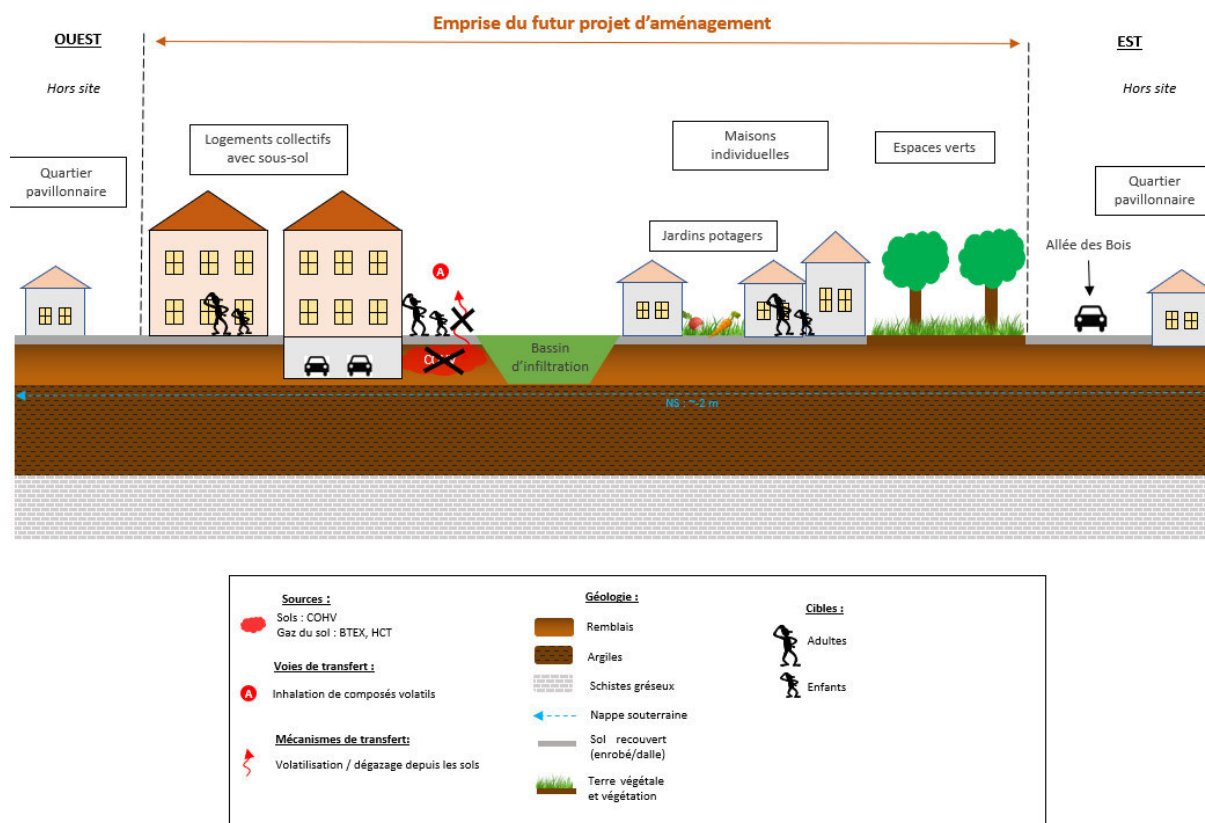 Emprise du futur projet d'aménagement
OUEST
EST
Hors site
Hors site
Logements collectifs
avec sous-sol
Maisons
individuelles
Espaces verts
Quartier
pavillonnaire
Quartier
pavillonnaire
Jardins potagers
Allée des Bois
A
COHV
Bassin
d'infiltration
NS : ~-2 m
Sources :
Sols : COHV
Gaz du sol : BTEX, HCT
Voies de transfert :
A
Inhalation de composés volatils
Mécanismes de transfert:
Volatilisation / dégazage depuis les sols
Géologie :
Remblais
Argiles
Schistes gréseux
Nappe souterraine
Sol recouvert
(enrobé/dalle)
Terre végétale
et végétation
Cibles :
Adultes
Enfants